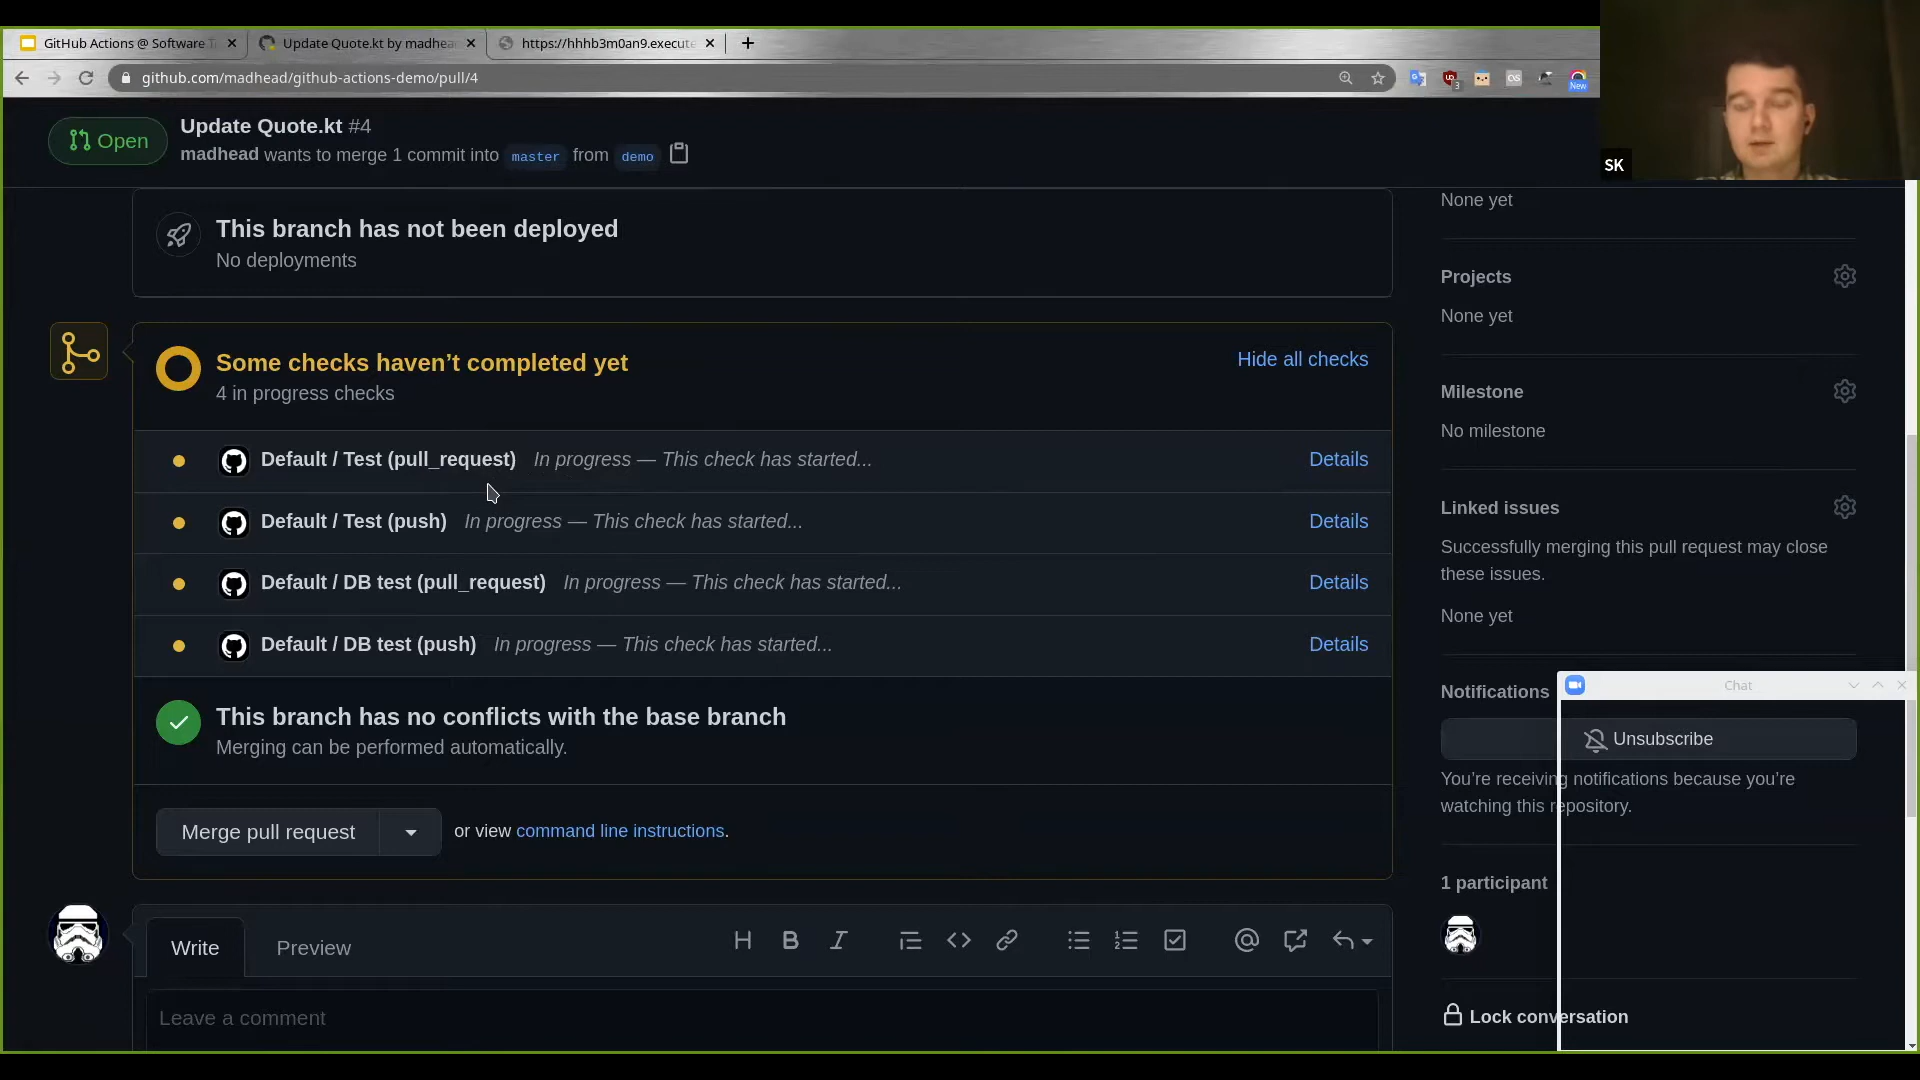 GitHub Actions @ Software T
Update Quote.kt by madhea
https://hhhb3m0an9.execute
github.com/madhead/github-actions-demo/pull/4
3
New
SK
Open
Update Quote.kt #4
madhead wants to merge 1 commit into master from demo
This branch has not been deployed
No deployments
Some checks haven’t completed yet
4 in progress checks
Hide all checks
Default / Test (pull_request) In progress — This check has started...
Details
Default / Test (push) In progress — This check has started...
Details
Default / DB test (pull_request) In progress — This check has started...
Details
Default / DB test (push) In progress — This check has started...
Details
This branch has no conflicts with the base branch
Merging can be performed automatically.
Merge pull request
or view command line instructions.
Write
Preview
Leave a comment
None yet
Projects
None yet
Milestone
No milestone
Linked issues
Successfully merging this pull request may close
these issues.
None yet
Notifications
Chat
Unsubscribe
You’re receiving notifications because you’re
watching this repository.
1 participant
Lock conversation